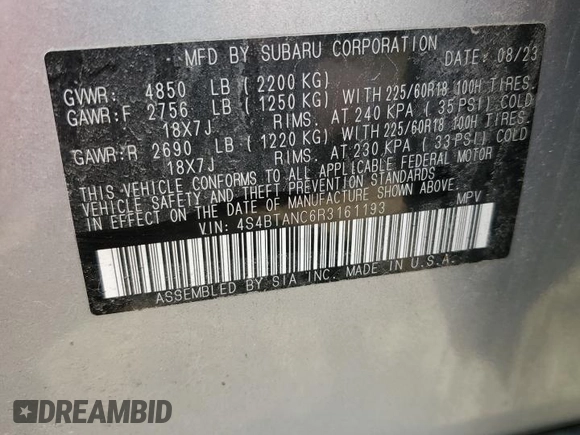 MFD BY SUBARU CORPORATION DATE: 08/23
GVWR: 4850 LB ( 2200 KG)
GAWR:F 2756 LB ( 1250 KG) WITH 225/60R18 100H TIRES.
18X7J RIMS. AT 240 KPA ( 35 PSI) COLD
GAWR:R 2690 LB ( 1220 KG) WITH 225/60R18 100H TIRES.
18X7J RIMS. AT 230 KPA ( 33 PSI) COLD
THIS VEHICLE CONFORMS TO ALL APPLICABLE FEDERAL MOTOR
VEHICLE SAFETY AND THEFT PREVENTION STANDARDS
IN EFFECT ON THE DATE OF MANUFACTURE SHOWN ABOVE.
VIN: 4S4BTANC6R3161193 MPV
ASSEMBLED BY SIA INC. MADE IN U.S.A.
DREAMBID